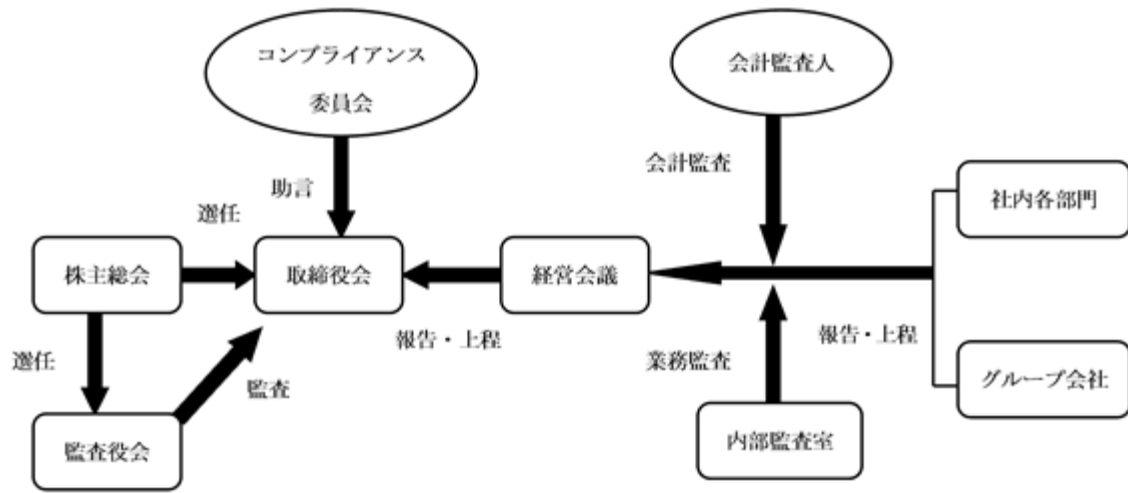 コンプライアンス
委員会
会計監査人
助言
会計監査
選任
社内各部門
株主総会
取締役会
経営会議
報告・上程
報告・上程
選任
監査
業務監査
グループ会社
監査役会
内部監査室